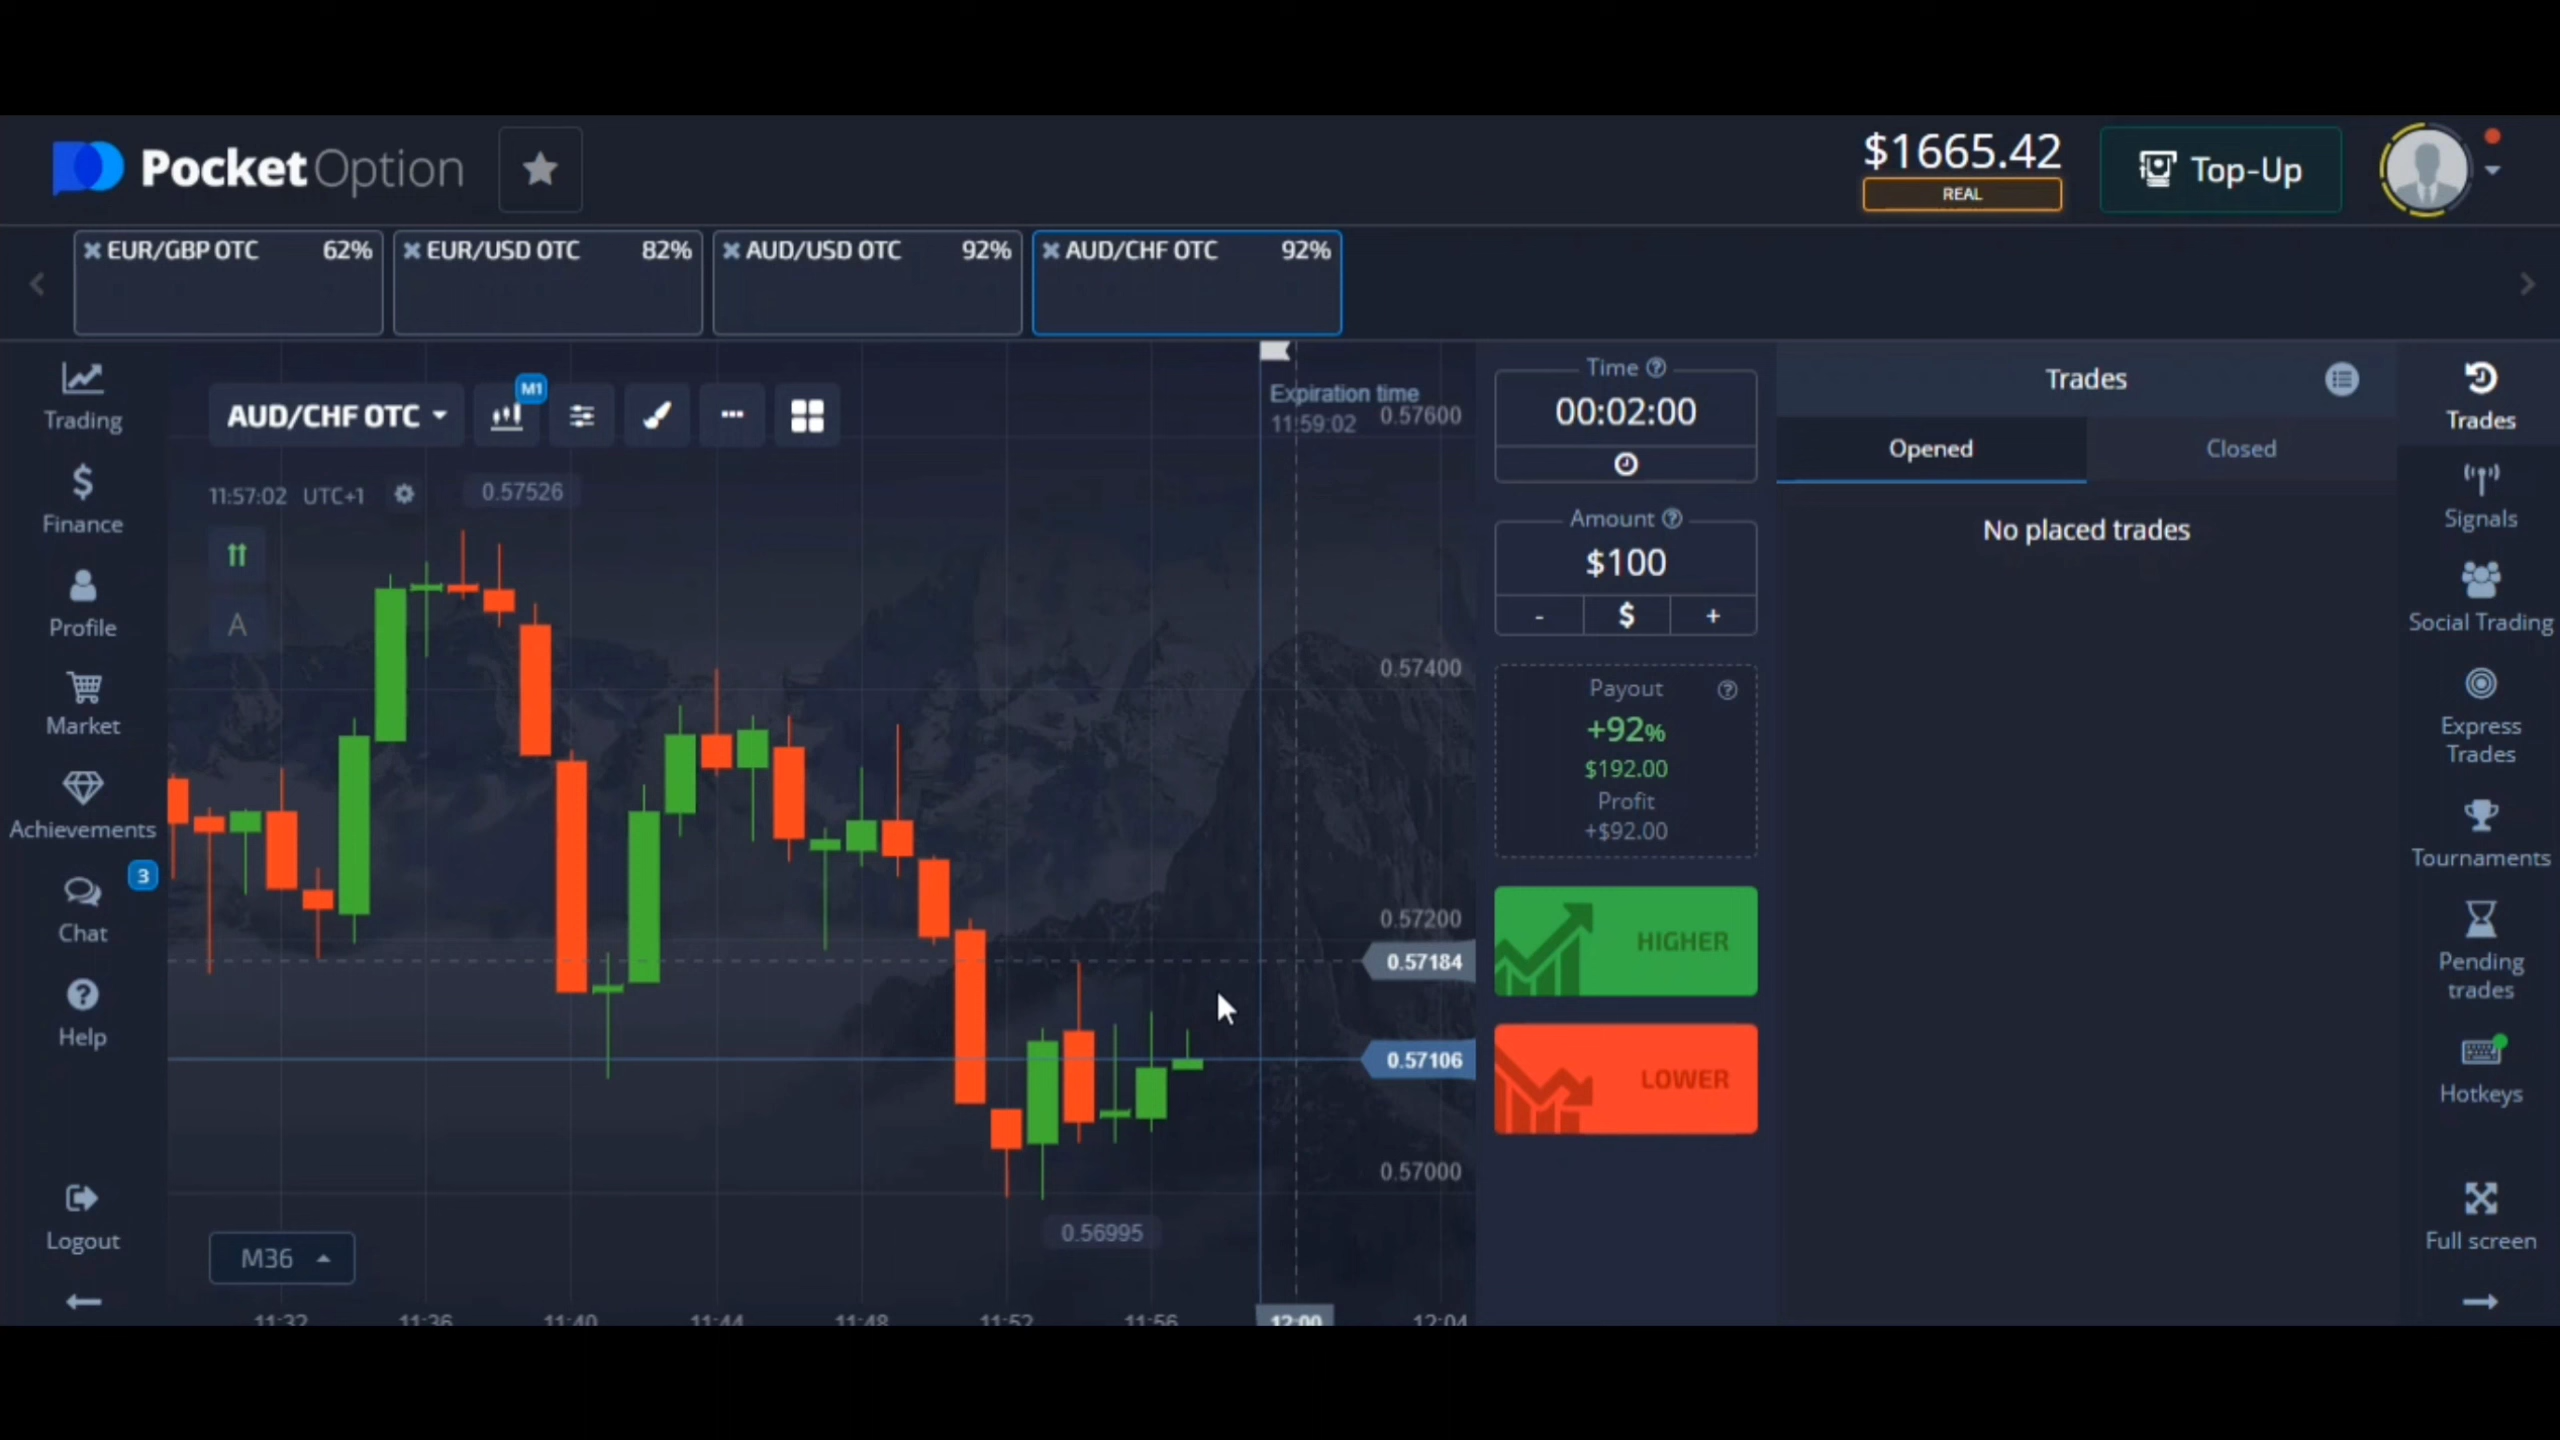 PocketOption
$1665.42
REAL
Top-Up
EUR/GBP OTC 62%
EUR/USD OTC 82%
AUD/USD OTC 92%
AUD/CHF OTC 92%
Trading
Finance
Profile
Market
Achievements
3
Chat
Help
Logout
AUD/CHF OTC
M1
11:57:02 UTC+1
0.57526
A
Expiration time
11:59:02
0.57600
0.57400
0.57200
0.57184
0.57106
0.57000
0.56995
M36
11:32 11:36 11:40 11:44 11:48 11:52 11:56 12:00 12:04
Time
00:02:00
Amount
$100
- $ +
Payout
+92%
$192.00
Profit
+$92.00
HIGHER
LOWER
Trades
Opened Closed
No placed trades
Trades
Signals
Social Trading
Express
Trades
Tournaments
Pending
trades
Hotkeys
Full screen